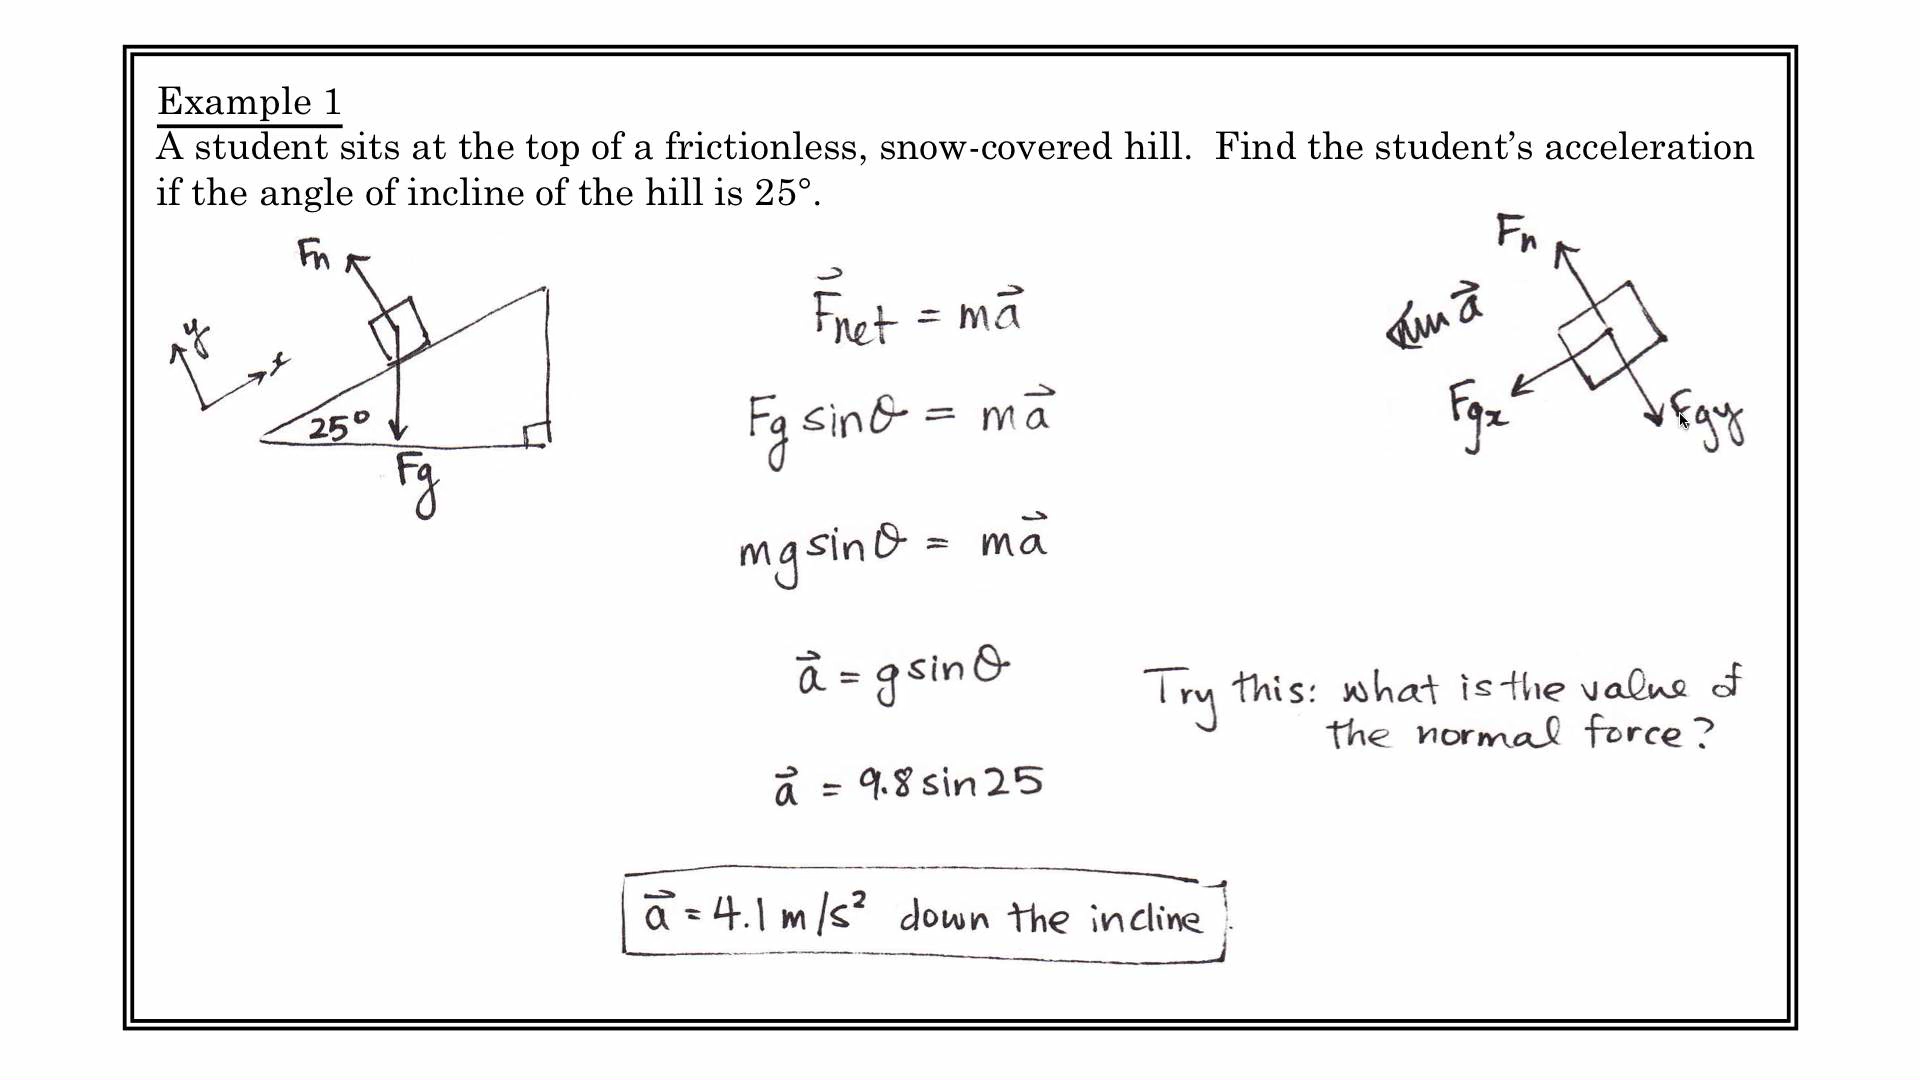 Example 1
A student sits at the top of a frictionless, snow-covered hill.  Find the student’s acceleration
if the angle of incline of the hill is 25°.
Fn
y
x
25°
Fg
F⃗net = ma⃗
Fg sinθ = ma⃗
mg sinθ = ma⃗
a⃗ = g sinθ
a⃗ = 9.8 sin 25
a⃗ = 4.1 m/s² down the incline
Fn
a⃗
Fgx
Fgy
Try this: what is the value of
the normal force?